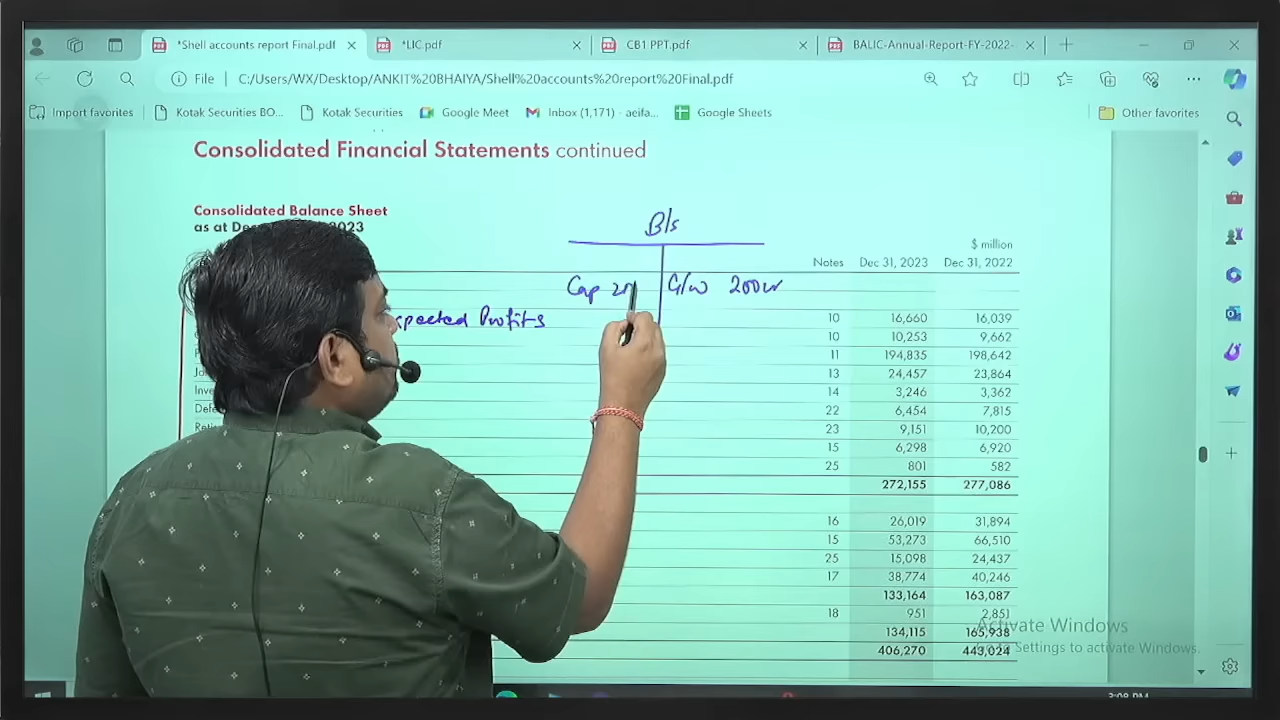 *Shell accounts report Final.pdf
*LIC.pdf
CB1 PPT.pdf
BALIC-Annual-Report-FY-2022-
File
C:/Users/WX/Desktop/ANKIT%20BHAIYA/Shell%20accounts%20report%20Final.pdf
Import favorites
Kotak Securities BO...
Kotak Securities
Google Meet
Inbox (1,171) - aeifa...
Google Sheets
Other favorites
Consolidated Financial Statements continued
Consolidated Balance Sheet
as at 2023
B/s
$ million
Notes Dec 31, 2023 Dec 31, 2022
Cap G/w 200cr
Profits
10 16,660 16,039
10 10,253 9,662
11 194,835 198,642
13 24,457 23,864
14 3,246 3,362
22 6,454 7,815
23 9,151 10,200
15 6,298 6,920
25 801 582
272,155 277,086
16 26,019 31,894
15 53,273 66,510
25 15,098 24,437
17 38,774 40,246
133,164 163,087
18 951 2,851
134,115 165,938
406,270 443,024
Activate Windows
Settings to activate Windows.
3:08 PM